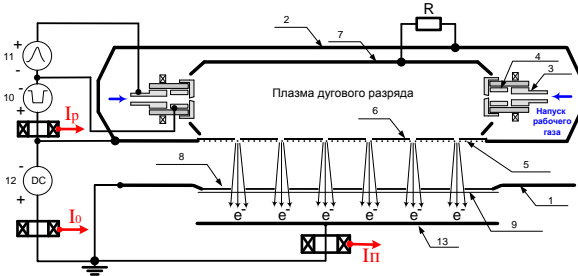 2
R
7
+
11
-
4
3
+
Плазма дугового разряда
-
10
Напуск
рабочего
газа
+
Iр
6
5
-
8
12
DC
+
I0
e-
e-
e-
e-
e-
e-
1
9
13
IП